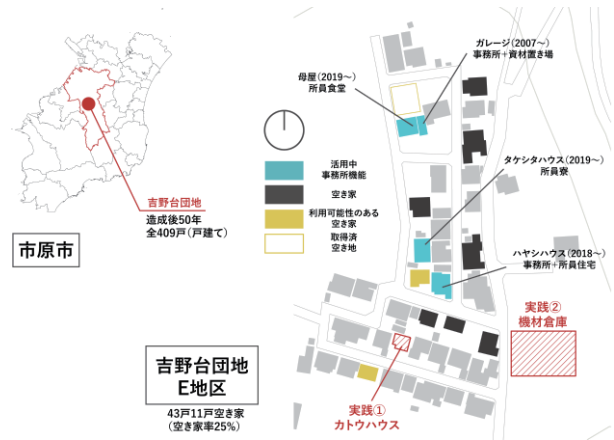 ガレージ(2007〜)
事務所+資材置き場
母屋(2019〜)
所員食堂
活用中
事務所機能
空き家
利用可能性のある
空き家
取得済
空き地
タケシタハウス(2019〜)
所員寮
ハヤシハウス(2018〜)
事務所+所員住宅
吉野台団地
造成後50年
全409戸(戸建て)
市原市
吉野台団地
E地区
43戸11戸空き家
(空き家率25%)
実践①
カトウハウス
実践②
機材倉庫